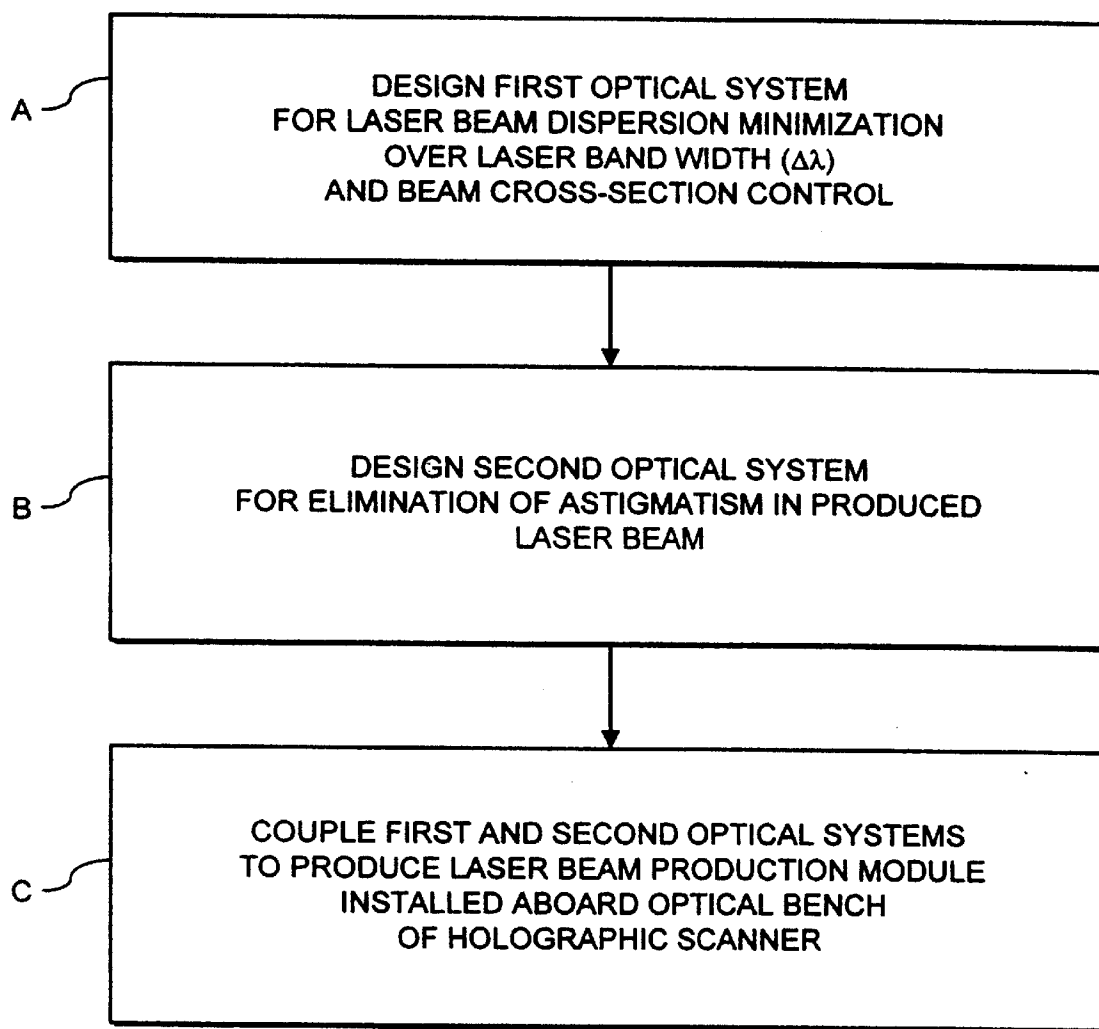 A
DESIGN FIRST OPTICAL SYSTEM
FOR LASER BEAM DISPERSION MINIMIZATION
OVER LASER BAND WIDTH (Δλ)
AND BEAM CROSS-SECTION CONTROL
B
DESIGN SECOND OPTICAL SYSTEM
FOR ELIMINATION OF ASTIGMATISM IN PRODUCED
LASER BEAM
C
COUPLE FIRST AND SECOND OPTICAL SYSTEMS
TO PRODUCE LASER BEAM PRODUCTION MODULE
INSTALLED ABOARD OPTICAL BENCH
OF HOLOGRAPHIC SCANNER